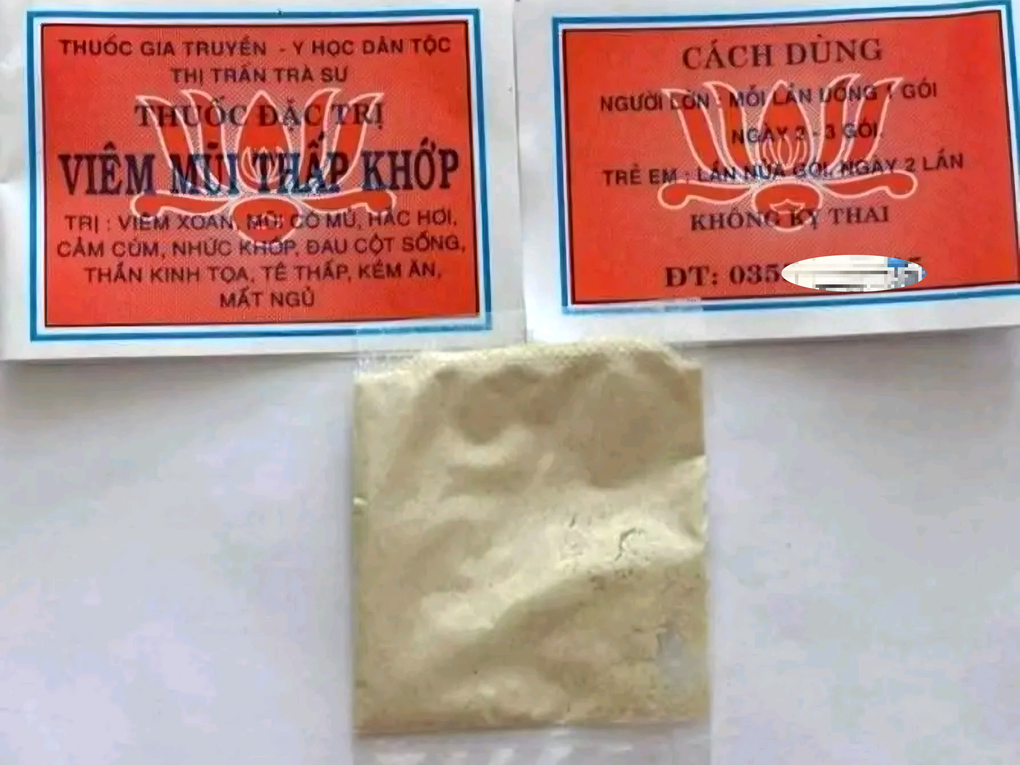 THUỐC GIA TRUYỀN - Y HỌC DÂN TỘC
THỊ TRẤN TRÀ SƯ
THUỐC ĐẶC TRỊ
VIÊM MŨI THẤP KHỚP
TRỊ : VIÊM XOAN, MŨI CÓ MỦ, HẮC HƠI,
CẢM CÚM, NHỨC KHỚP, ĐAU CỘT SỐNG,
THẦN KINH TỌA, TÊ THẤP, KÉM ĂN,
MẤT NGỦ
CÁCH DÙNG
NGƯỜI LỚN : MỖI LẦN UỐNG 1 GÓI
NGÀY 2 - 3 GÓI.
TRẺ EM : LẦN NỬA GÓI, NGÀY 2 LẦN
KHÔNG KỴ THAI
ĐT: 035